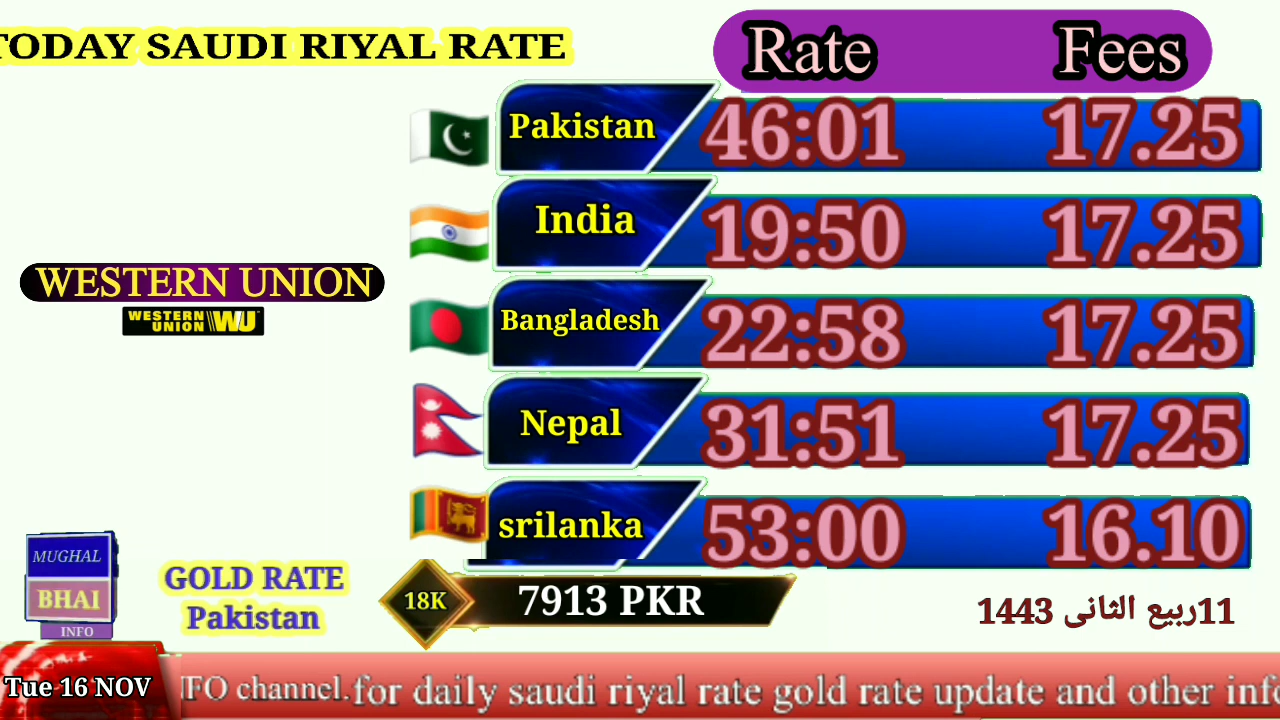 TODAY SAUDI RIYAL RATE
Rate Fees
Pakistan 46:01 17.25
India 19:50 17.25
WESTERN UNION
WESTERN
UNION WU
Bangladesh 22:58 17.25
Nepal 31:51 17.25
srilanka 53:00 16.10
MUGHAL
BHAI
INFO
GOLD RATE
Pakistan
18K 7913 PKR
11ربیع الثانی 1443
Tue 16 NOV
FO channel.for daily saudi riyal rate gold rate update and other info